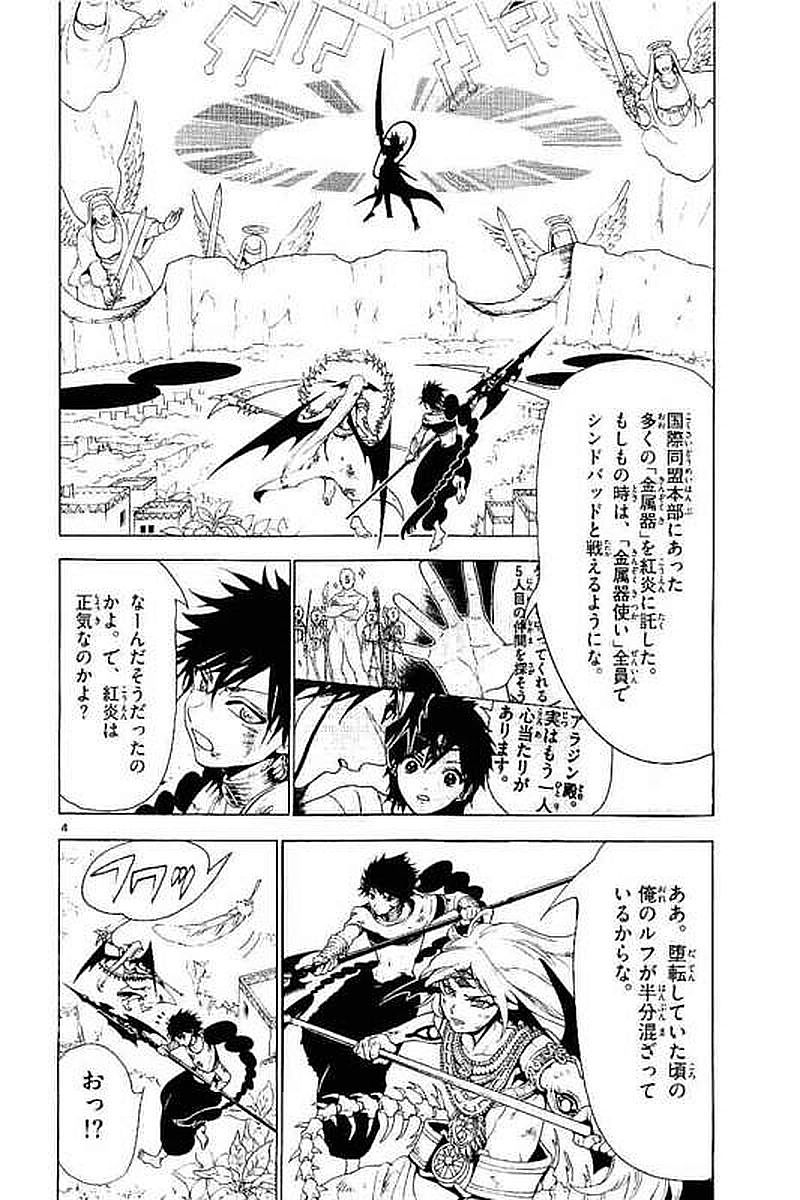 国際同盟本部にあった
多くの「金属器」を紅炎に託した。
もしもの時は、「金属器使い」全員で
シンドバッドと戦えるようにな。
ってくれる
5人目の仲間を探そう
アラジン殿。
実はもう一人
心当たりが
あります。
なーんだそうだったの
かよ。で、紅炎は
正気なのかよ?
4
ああ。堕転していた頃の
俺のルフが半分混ざって
いるからな。
フワッ
おっ!?